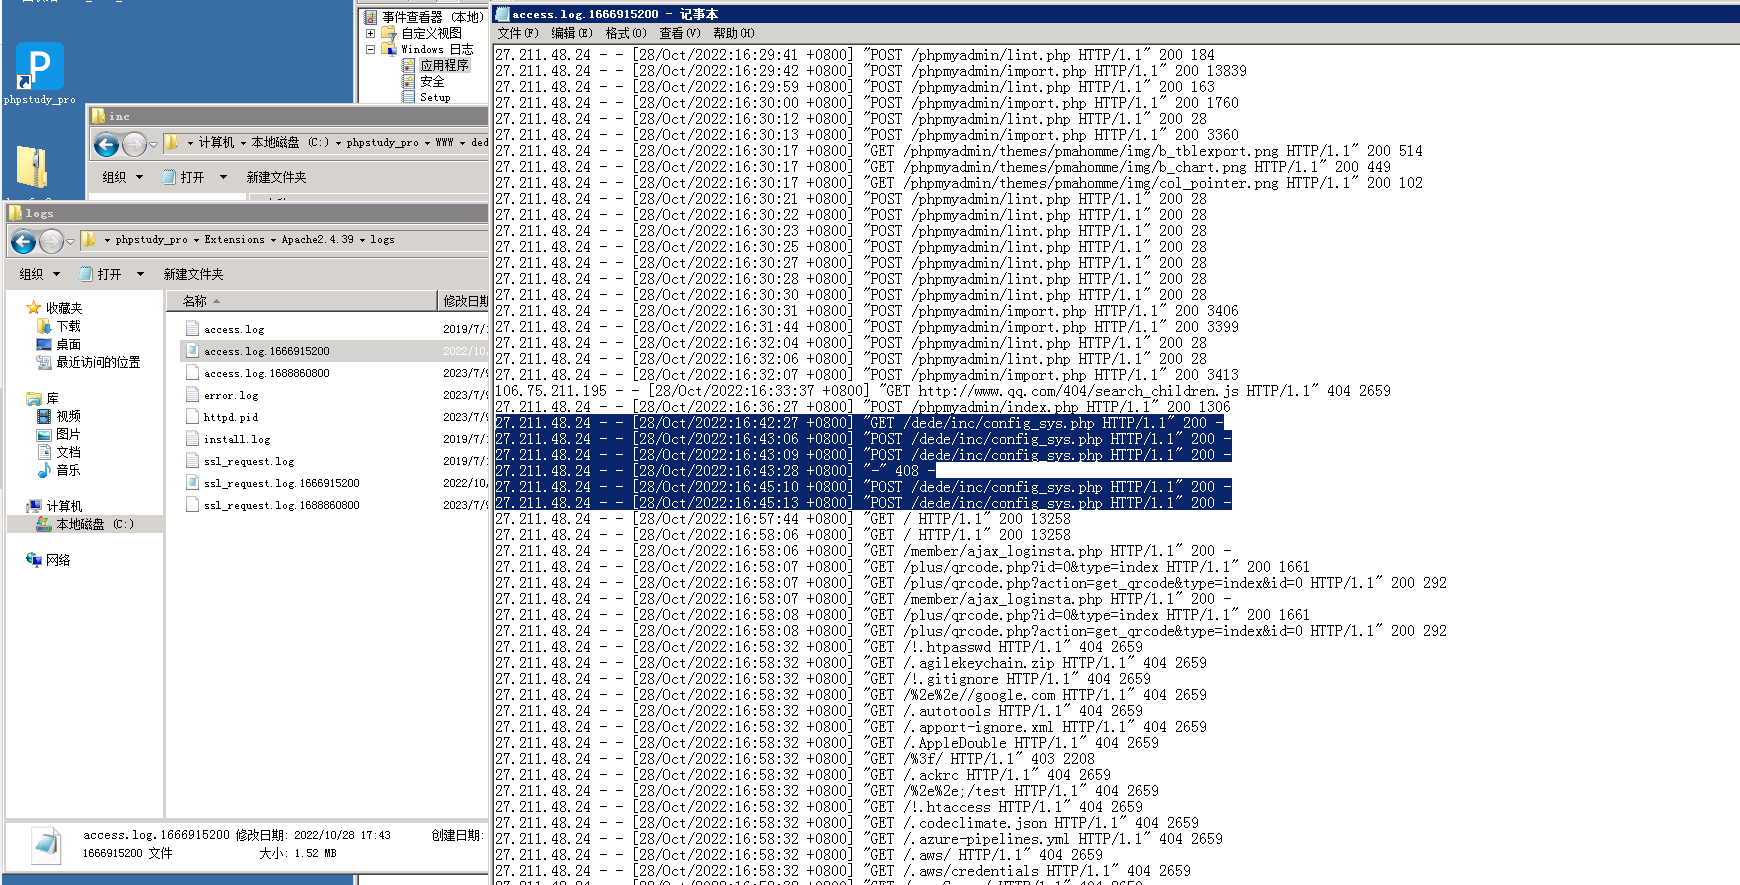 phpstudy_pro
事件查看器 (本地)
自定义视图
Windows 日志
应用程序
安全
Setup
inc
计算机 本地磁盘 (C:) phpstudy_pro WWW ded
组织 打开 新建文件夹
logs
phpstudy_pro Extensions Apache2.4.39 logs
组织 打开 新建文件夹
收藏夹
下载
桌面
最近访问的位置
库
视频
图片
文档
音乐
计算机
本地磁盘 (C:)
网络
名称 修改日期
access.log 2019/7/
access.log.1666915200 2022/10/
access.log.1688860800 2023/7/9
error.log 2023/7/9
httpd.pid 2023/7/9
install.log 2019/7/
ssl_request.log 2019/7/
ssl_request.log.1666915200 2022/10/
ssl_request.log.1688860800 2023/7/9
access.log.1666915200 修改日期: 2022/10/28 17:43 创建日期:
1666915200 文件 大小: 1.52 MB
access.log.1666915200 - 记事本
文件(F) 编辑(E) 格式(O) 查看(V) 帮助(H)
27.211.48.24 - - [28/Oct/2022:16:29:41 +0800] "POST /phpmyadmin/lint.php HTTP/1.1" 200 184
27.211.48.24 - - [28/Oct/2022:16:29:42 +0800] "POST /phpmyadmin/import.php HTTP/1.1" 200 13839
27.211.48.24 - - [28/Oct/2022:16:29:59 +0800] "POST /phpmyadmin/lint.php HTTP/1.1" 200 163
27.211.48.24 - - [28/Oct/2022:16:30:00 +0800] "POST /phpmyadmin/import.php HTTP/1.1" 200 1760
27.211.48.24 - - [28/Oct/2022:16:30:12 +0800] "POST /phpmyadmin/lint.php HTTP/1.1" 200 28
27.211.48.24 - - [28/Oct/2022:16:30:13 +0800] "POST /phpmyadmin/import.php HTTP/1.1" 200 3360
27.211.48.24 - - [28/Oct/2022:16:30:17 +0800] "GET /phpmyadmin/themes/pmahomme/img/b_tblexport.png HTTP/1.1" 200 514
27.211.48.24 - - [28/Oct/2022:16:30:17 +0800] "GET /phpmyadmin/themes/pmahomme/img/b_chart.png HTTP/1.1" 200 449
27.211.48.24 - - [28/Oct/2022:16:30:17 +0800] "GET /phpmyadmin/themes/pmahomme/img/col_pointer.png HTTP/1.1" 200 102
27.211.48.24 - - [28/Oct/2022:16:30:21 +0800] "POST /phpmyadmin/lint.php HTTP/1.1" 200 28
27.211.48.24 - - [28/Oct/2022:16:30:22 +0800] "POST /phpmyadmin/lint.php HTTP/1.1" 200 28
27.211.48.24 - - [28/Oct/2022:16:30:23 +0800] "POST /phpmyadmin/lint.php HTTP/1.1" 200 28
27.211.48.24 - - [28/Oct/2022:16:30:25 +0800] "POST /phpmyadmin/lint.php HTTP/1.1" 200 28
27.211.48.24 - - [28/Oct/2022:16:30:27 +0800] "POST /phpmyadmin/lint.php HTTP/1.1" 200 28
27.211.48.24 - - [28/Oct/2022:16:30:28 +0800] "POST /phpmyadmin/lint.php HTTP/1.1" 200 28
27.211.48.24 - - [28/Oct/2022:16:30:30 +0800] "POST /phpmyadmin/lint.php HTTP/1.1" 200 28
27.211.48.24 - - [28/Oct/2022:16:30:31 +0800] "POST /phpmyadmin/import.php HTTP/1.1" 200 3406
27.211.48.24 - - [28/Oct/2022:16:31:44 +0800] "POST /phpmyadmin/import.php HTTP/1.1" 200 3399
27.211.48.24 - - [28/Oct/2022:16:32:04 +0800] "POST /phpmyadmin/lint.php HTTP/1.1" 200 28
27.211.48.24 - - [28/Oct/2022:16:32:06 +0800] "POST /phpmyadmin/lint.php HTTP/1.1" 200 28
27.211.48.24 - - [28/Oct/2022:16:32:07 +0800] "POST /phpmyadmin/import.php HTTP/1.1" 200 3413
106.75.211.195 - - [28/Oct/2022:16:33:37 +0800] "GET http://www.qq.com/404/search_children.js HTTP/1.1" 404 2659
27.211.48.24 - - [28/Oct/2022:16:36:27 +0800] "POST /phpmyadmin/index.php HTTP/1.1" 200 1306
27.211.48.24 - - [28/Oct/2022:16:42:27 +0800] "GET /dede/inc/config_sys.php HTTP/1.1" 200 -
27.211.48.24 - - [28/Oct/2022:16:43:06 +0800] "POST /dede/inc/config_sys.php HTTP/1.1" 200 -
27.211.48.24 - - [28/Oct/2022:16:43:09 +0800] "POST /dede/inc/config_sys.php HTTP/1.1" 200 -
27.211.48.24 - - [28/Oct/2022:16:43:28 +0800] "-" 408 -
27.211.48.24 - - [28/Oct/2022:16:45:10 +0800] "POST /dede/inc/config_sys.php HTTP/1.1" 200 -
27.211.48.24 - - [28/Oct/2022:16:45:13 +0800] "POST /dede/inc/config_sys.php HTTP/1.1" 200 -
27.211.48.24 - - [28/Oct/2022:16:57:44 +0800] "GET / HTTP/1.1" 200 13258
27.211.48.24 - - [28/Oct/2022:16:58:06 +0800] "GET / HTTP/1.1" 200 13258
27.211.48.24 - - [28/Oct/2022:16:58:06 +0800] "GET /member/ajax_loginsta.php HTTP/1.1" 200 -
27.211.48.24 - - [28/Oct/2022:16:58:07 +0800] "GET /plus/qrcode.php?id=0&type=index HTTP/1.1" 200 1661
27.211.48.24 - - [28/Oct/2022:16:58:07 +0800] "GET /plus/qrcode.php?action=get_qrcode&type=index&id=0 HTTP/1.1" 200 292
27.211.48.24 - - [28/Oct/2022:16:58:07 +0800] "GET /member/ajax_loginsta.php HTTP/1.1" 200 -
27.211.48.24 - - [28/Oct/2022:16:58:08 +0800] "GET /plus/qrcode.php?id=0&type=index HTTP/1.1" 200 1661
27.211.48.24 - - [28/Oct/2022:16:58:08 +0800] "GET /plus/qrcode.php?action=get_qrcode&type=index&id=0 HTTP/1.1" 200 292
27.211.48.24 - - [28/Oct/2022:16:58:32 +0800] "GET /!.htpasswd HTTP/1.1" 404 2659
27.211.48.24 - - [28/Oct/2022:16:58:32 +0800] "GET /.agilekeychain.zip HTTP/1.1" 404 2659
27.211.48.24 - - [28/Oct/2022:16:58:32 +0800] "GET /!.gitignore HTTP/1.1" 404 2659
27.211.48.24 - - [28/Oct/2022:16:58:32 +0800] "GET /%2e%2e//google.com HTTP/1.1" 404 2659
27.211.48.24 - - [28/Oct/2022:16:58:32 +0800] "GET /.autotools HTTP/1.1" 404 2659
27.211.48.24 - - [28/Oct/2022:16:58:32 +0800] "GET /.apport-ignore.xml HTTP/1.1" 404 2659
27.211.48.24 - - [28/Oct/2022:16:58:32 +0800] "GET /.AppleDouble HTTP/1.1" 404 2659
27.211.48.24 - - [28/Oct/2022:16:58:32 +0800] "GET /%3f/ HTTP/1.1" 403 2208
27.211.48.24 - - [28/Oct/2022:16:58:32 +0800] "GET /.ackrc HTTP/1.1" 404 2659
27.211.48.24 - - [28/Oct/2022:16:58:32 +0800] "GET /%2e%2e;/test HTTP/1.1" 404 2659
27.211.48.24 - - [28/Oct/2022:16:58:32 +0800] "GET /!.htaccess HTTP/1.1" 404 2659
27.211.48.24 - - [28/Oct/2022:16:58:32 +0800] "GET /.codeclimate.json HTTP/1.1" 404 2659
27.211.48.24 - - [28/Oct/2022:16:58:32 +0800] "GET /.azure-pipelines.yml HTTP/1.1" 404 2659
27.211.48.24 - - [28/Oct/2022:16:58:32 +0800] "GET /.aws/ HTTP/1.1" 404 2659
27.211.48.24 - - [28/Oct/2022:16:58:32 +0800] "GET /.aws/credentials HTTP/1.1" 404 2659